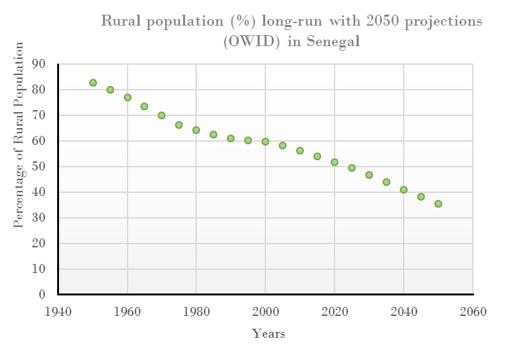 Rural population (%) long-run with 2050 projections
(OWID) in Senegal
Percentage of Rural Population
90
80
70
60
50
40
30
20
10
0
1940 1960 1980 2000 2020 2040 2060
Years